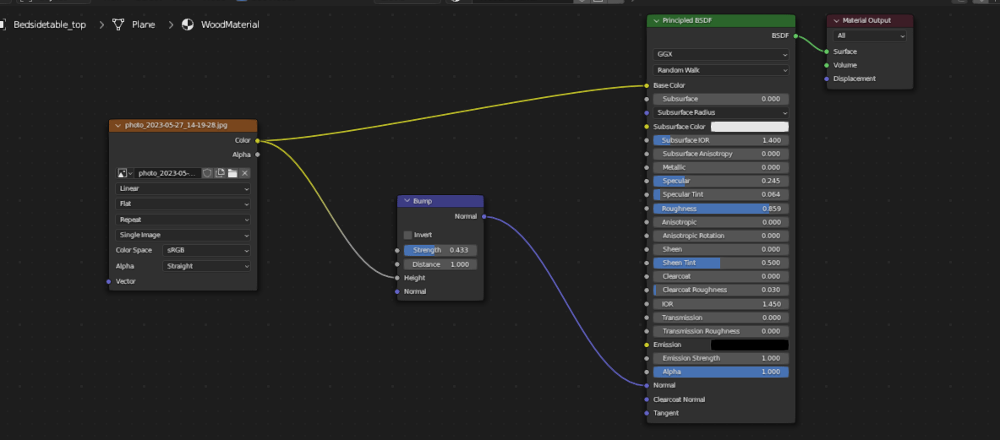 Bedsidetable_top > Plane > WoodMaterial
photo_2023-05-27_14-19-28.jpg
Color
Alpha
photo_2023-05-...
Linear
Flat
Repeat
Single Image
Color Space sRGB
Alpha Straight
Vector
Bump
Normal
Invert
Strength 0.433
Distance 1.000
Height
Normal
Principled BSDF
BSDF
GGX
Random Walk
Base Color
Subsurface 0.000
Subsurface Radius
Subsurface Color
Subsurface IOR 1.400
Subsurface Anisotropy 0.000
Metallic 0.000
Specular 0.245
Specular Tint 0.064
Roughness 0.859
Anisotropic 0.000
Anisotropic Rotation 0.000
Sheen 0.000
Sheen Tint 0.500
Clearcoat 0.000
Clearcoat Roughness 0.030
IOR 1.450
Transmission 0.000
Transmission Roughness 0.000
Emission
Emission Strength 1.000
Alpha 1.000
Normal
Clearcoat Normal
Tangent
Material Output
All
Surface
Volume
Displacement